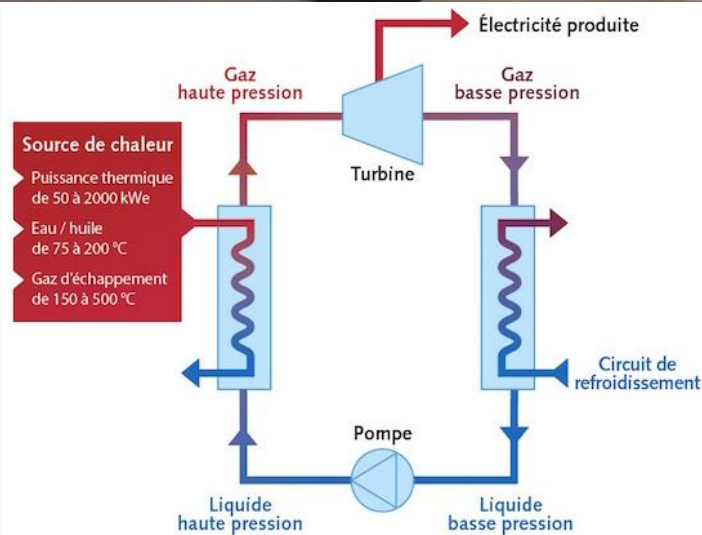 Électricité produite
Gaz
haute pression
Gaz
basse pression
Source de chaleur
Puissance thermique
de 50 à 2000 kWe
Eau / huile
de 75 à 200 °C
Gaz d'échappement
de 150 à 500 °C
Turbine
Circuit de
refroidissement
Pompe
Liquide
haute pression
Liquide
basse pression